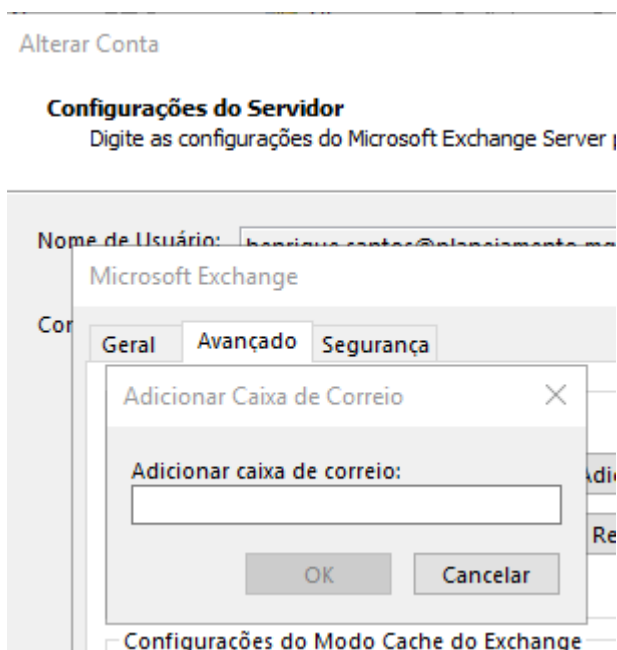 Alterar Conta
Configurações do Servidor
Digite as configurações do Microsoft Exchange Server
Nome de Usuário:
Microsoft Exchange
Geral Avançado Segurança
Adicionar Caixa de Correio
Adicionar caixa de correio:
OK Cancelar
Configurações do Modo Cache do Exchange